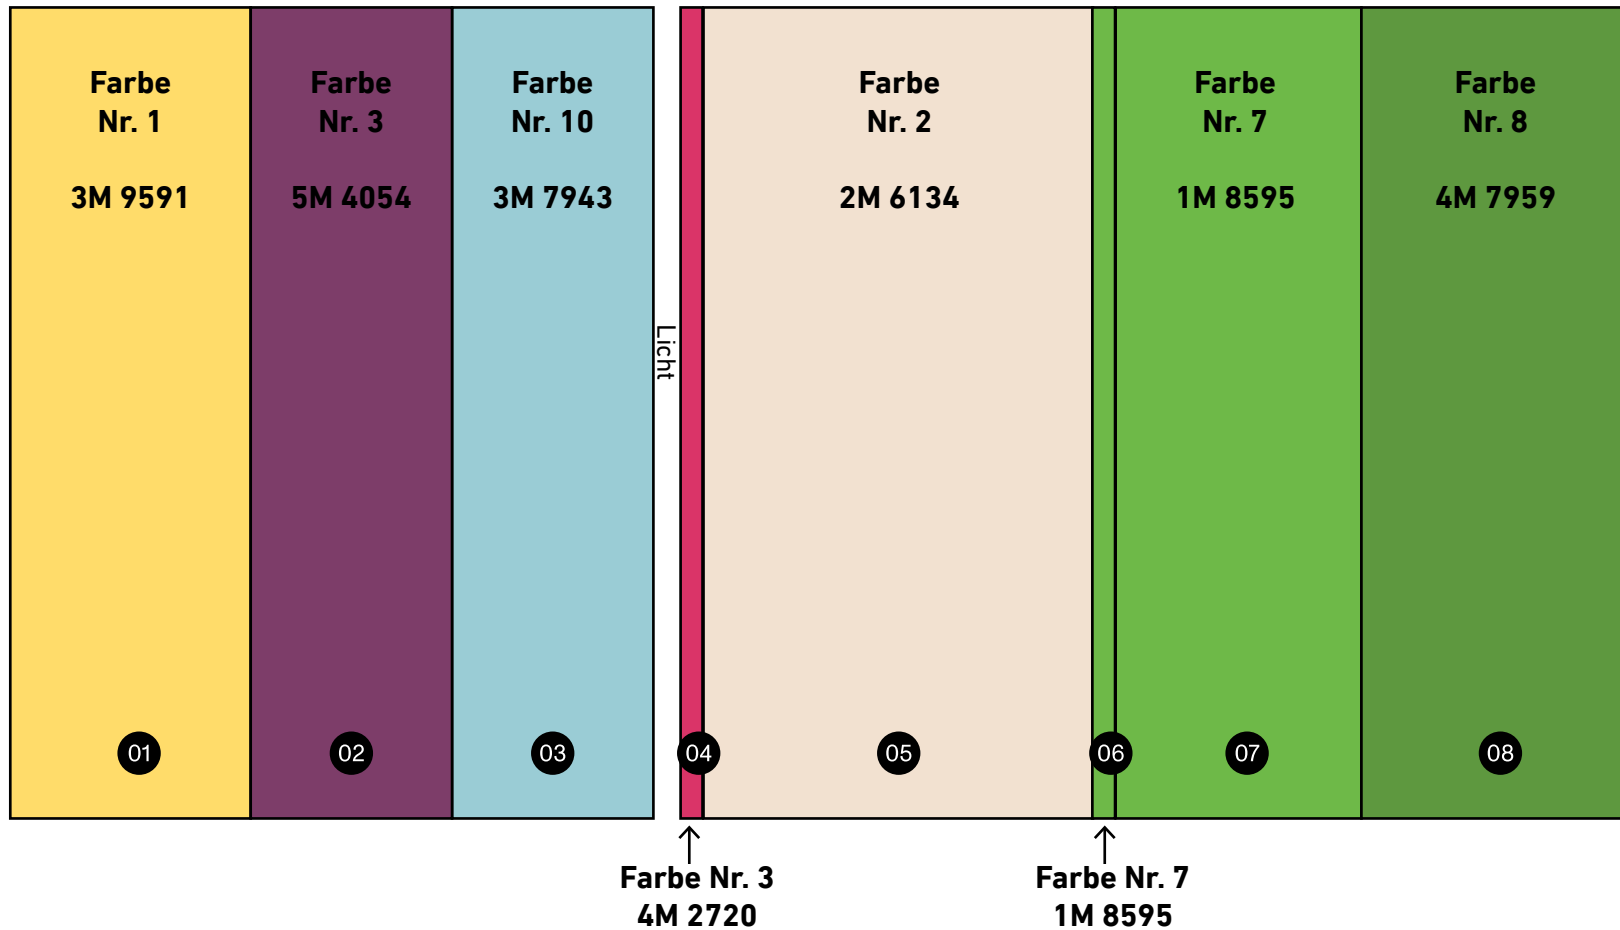 Farbe
Nr. 1
3M 9591
01
Farbe
Nr. 3
5M 4054
02
Farbe
Nr. 10
3M 7943
03
Licht
04
Farbe Nr. 3
4M 2720
Farbe
Nr. 2
2M 6134
05
06
Farbe Nr. 7
1M 8595
Farbe
Nr. 7
1M 8595
07
Farbe
Nr. 8
4M 7959
08